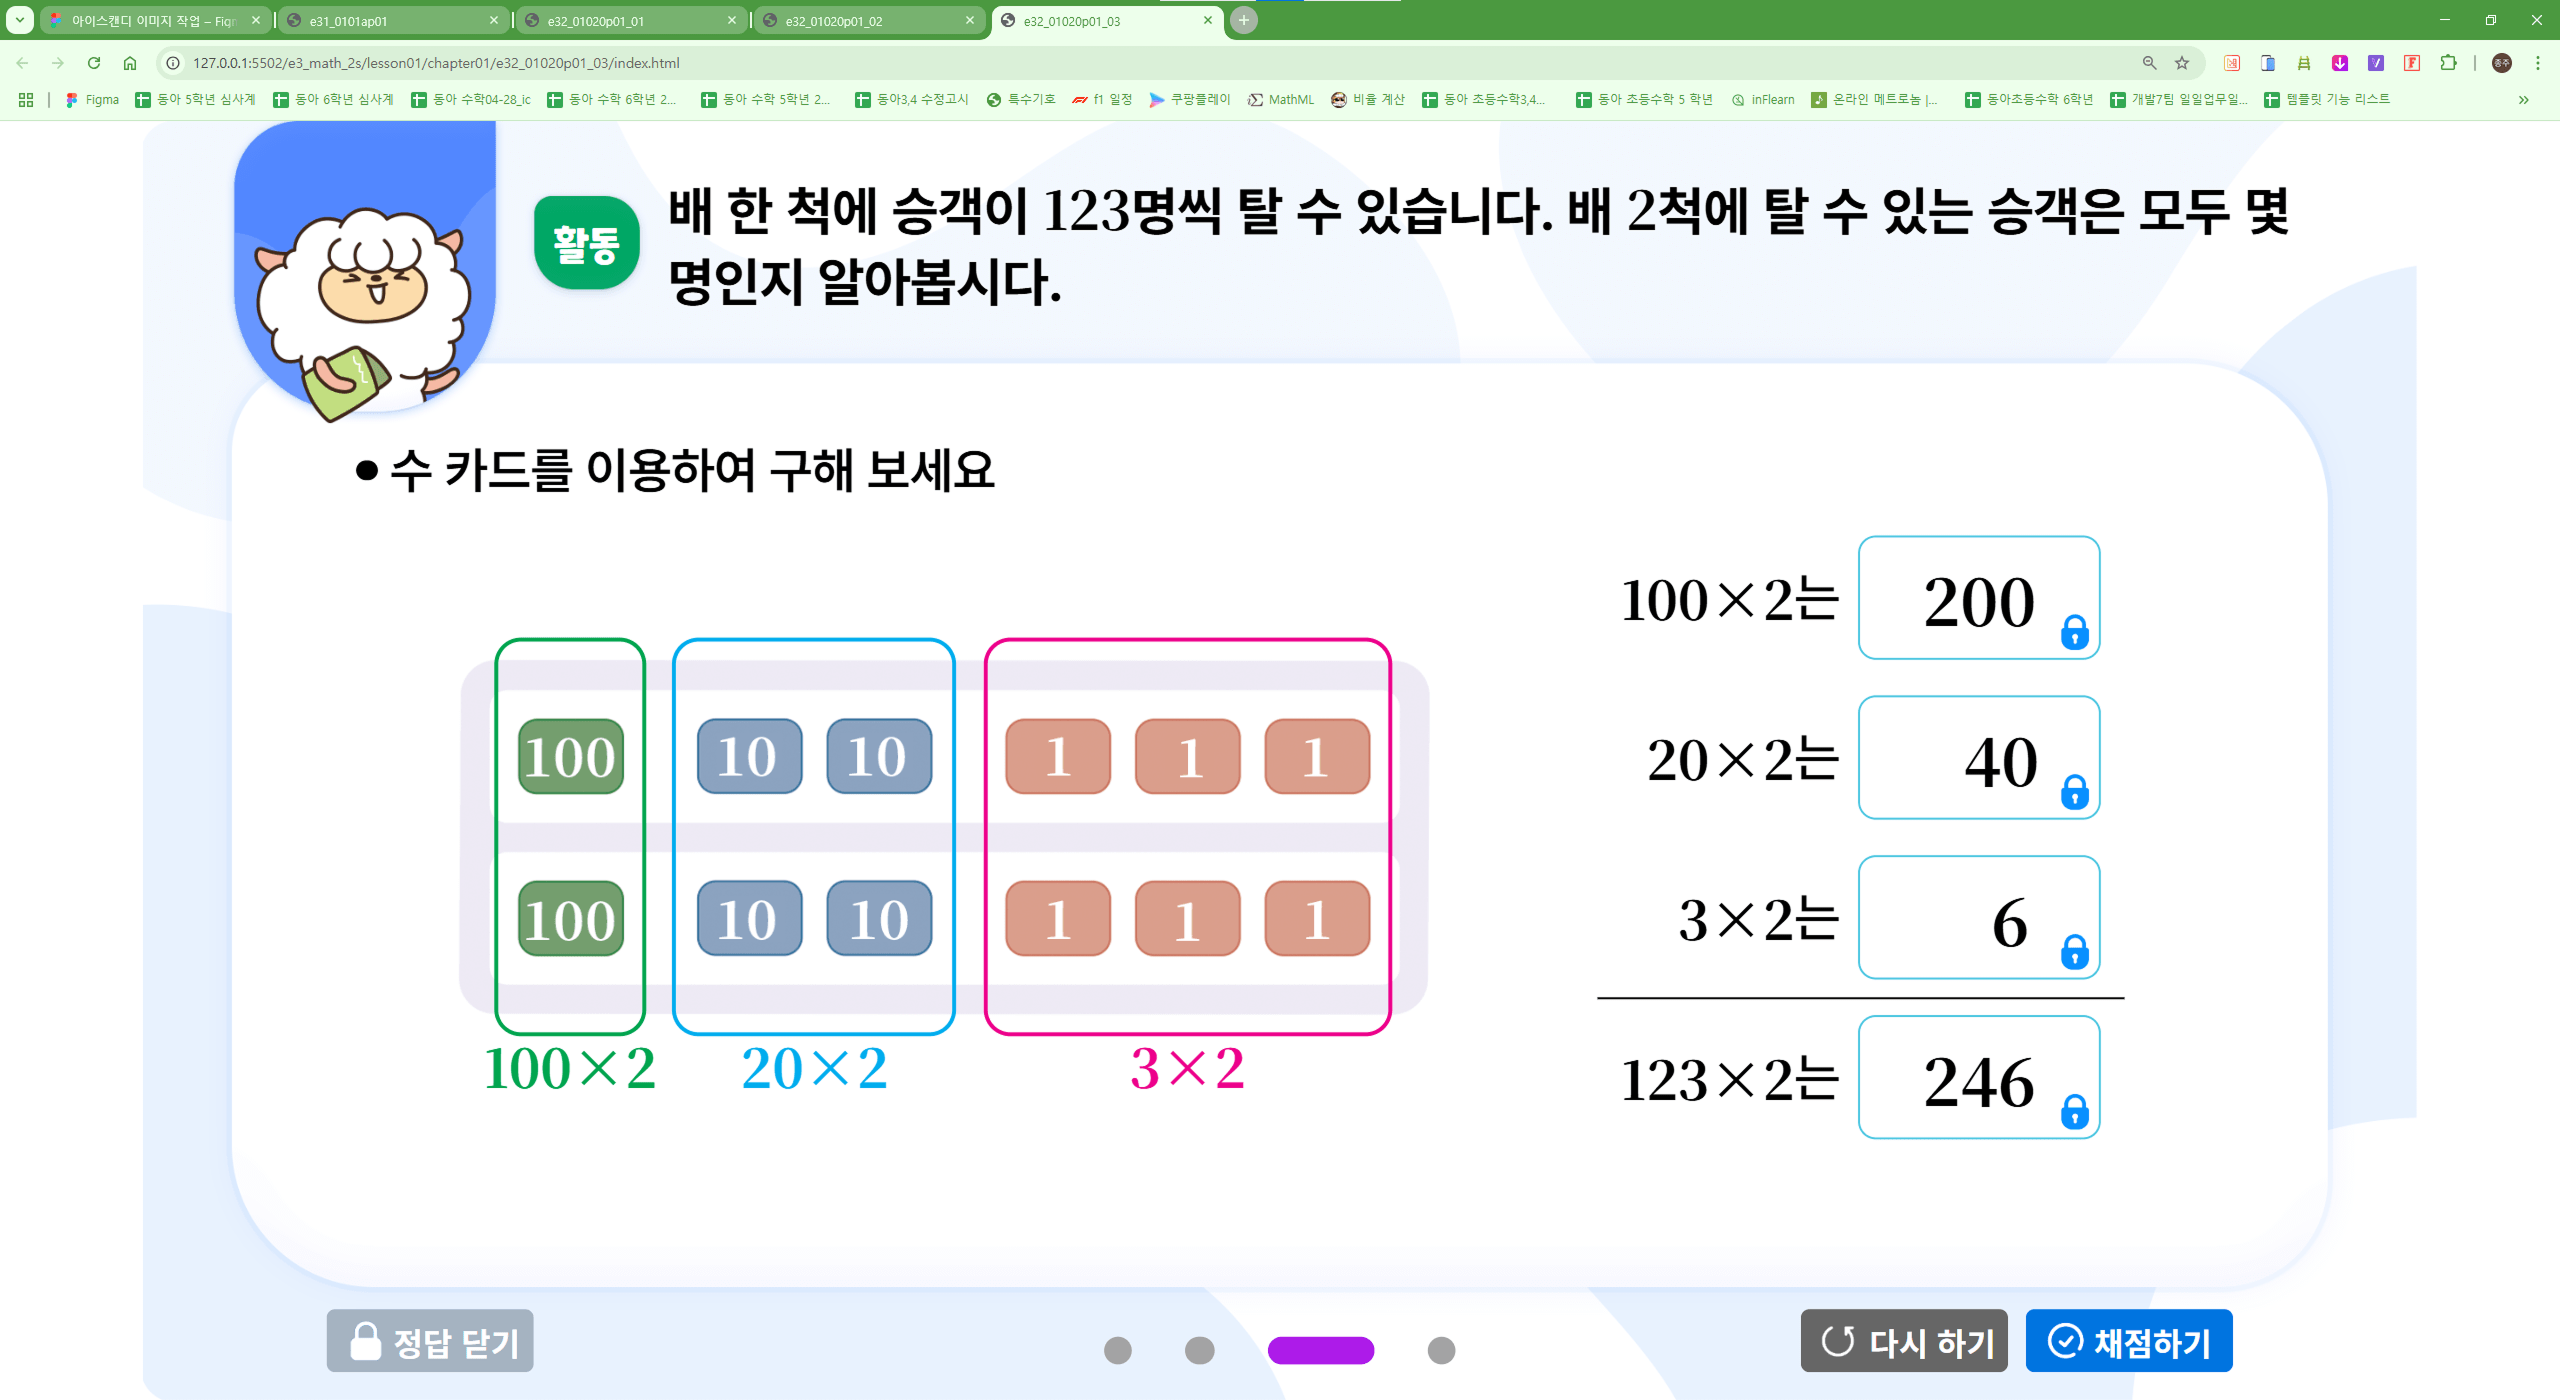 아이스캔디 이미지 작업 – Fig
e31_0101ap01
e32_01020p01_01
e32_01020p01_02
e32_01020p01_03
127.0.0.1:5502/e3_math_2s/lesson01/chapter01/e32_01020p01_03/index.html
Figma
동아 5학년 심사계
동아 6학년 심사계
동아 수학04-28_ic
동아 수학 6학년 2...
동아 수학 5학년 2...
동아3,4 수정고시
특수기호
f1 일정
쿠팡플레이
MathML
비율 계산
동아 초등수학3,4...
동아 초등수학 5 학년
inFlearn
온라인 메트로놈 |...
동아초등수학 6학년
개발7팀 일일업무일...
템플릿 기능 리스트
종주
활동
배 한 척에 승객이 123명씩 탈 수 있습니다. 배 2척에 탈 수 있는 승객은 모두 몇
명인지 알아봅시다.
● 수 카드를 이용하여 구해 보세요
100 10 10 1 1 1
100 10 10 1 1 1
100×2 20×2 3×2
100×2는 200
20×2는 40
3×2는 6
123×2는 246
정답 닫기
다시 하기
채점하기